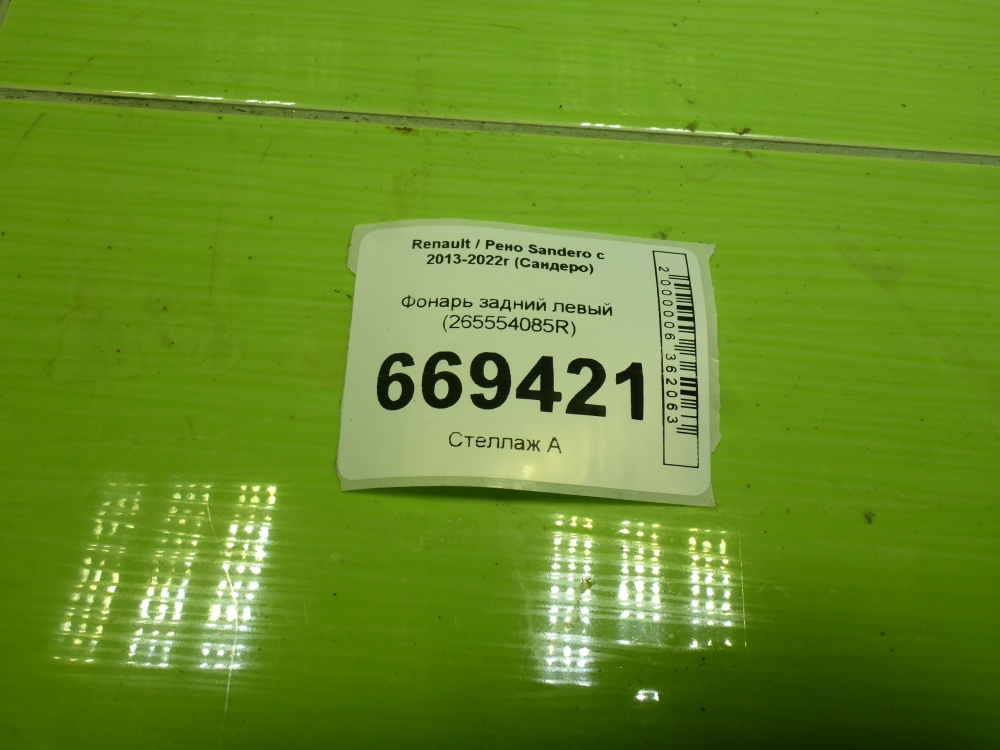 Renault / Рено Sandero с
2013-2022г (Сандеро)
Фонарь задний левый
(265554085R)
669421
Стеллаж А
2000006362063